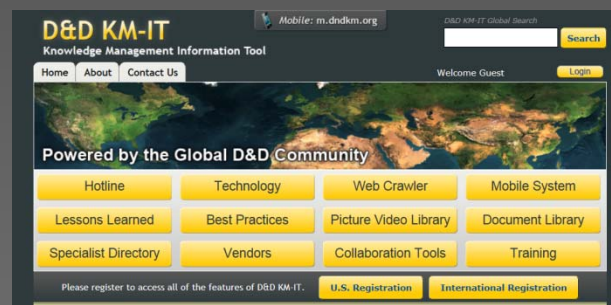 Mobile: m.dndkm.org
D&D KM-IT Global Search
D&D KM-IT
Search
Knowledge Management
Information Tool
Home About Contact Us
Welcome Guest
Login
Powered by the Global D&D Community
Hotline
Technology
Web Crawler
Mobile System
Lessons Learned
Best Practices
Picture Video Library
Document Library
Specialist Directory
Vendors
Collaboration Tools
Training
Please register to access all of the features of D&D KM-IT.
U.S. Registration
International Registration